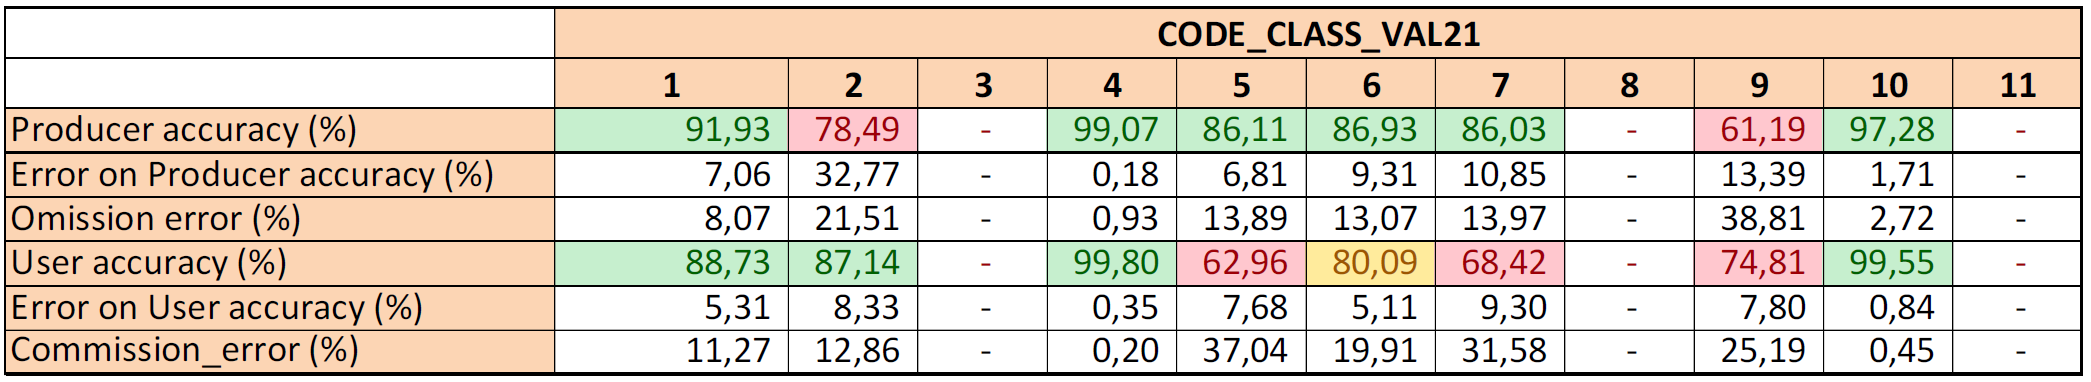 CODE_CLASS_VAL21
1 2 3 4 5 6 7 8 9 10 11
Producer accuracy (%) 91,93 78,49 - 99,07 86,11 86,93 86,03 - 61,19 97,28 -
Error on Producer accuracy (%) 7,06 32,77 - 0,18 6,81 9,31 10,85 - 13,39 1,71 -
Omission error (%) 8,07 21,51 - 0,93 13,89 13,07 13,97 - 38,81 2,72 -
User accuracy (%) 88,73 87,14 - 99,80 62,96 80,09 68,42 - 74,81 99,55 -
Error on User accuracy (%) 5,31 8,33 - 0,35 7,68 5,11 9,30 - 7,80 0,84 -
Commission_error (%) 11,27 12,86 - 0,20 37,04 19,91 31,58 - 25,19 0,45 -